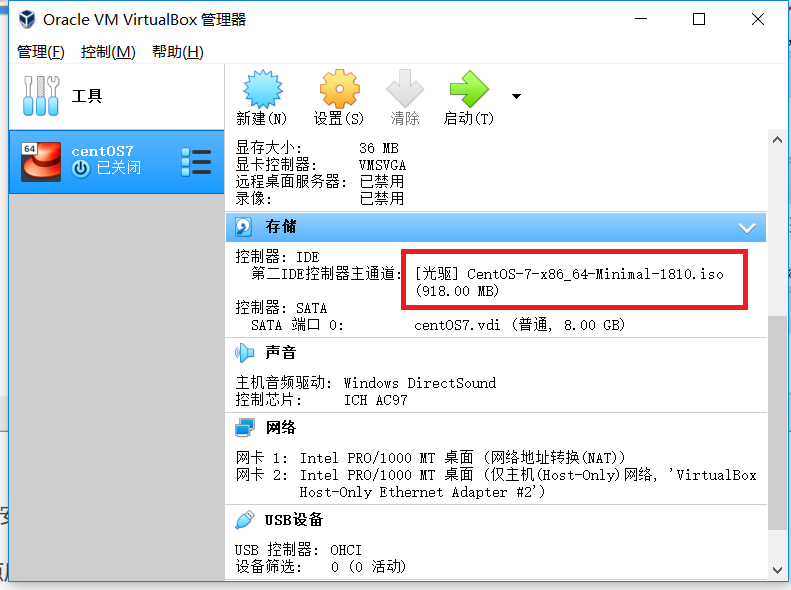 Oracle VM VirtualBox 管理器
管理(F) 控制(M) 帮助(H)
工具
新建(N) 设置(S) 清除 启动(T)
64
centOS7
已关闭
显存大小: 36 MB
显卡控制器: VMSVGA
远程桌面服务器: 已禁用
录像: 已禁用
存储
控制器: IDE
第二IDE控制器主通道: [光驱] CentOS-7-x86_64-Minimal-1810.iso
(918.00 MB)
控制器: SATA
SATA 端口 0: centOS7.vdi (普通, 8.00 GB)
声音
主机音频驱动: Windows DirectSound
控制芯片: ICH AC97
网络
网卡 1: Intel PRO/1000 MT 桌面 (网络地址转换(NAT))
网卡 2: Intel PRO/1000 MT 桌面 (仅主机(Host-Only)网络, 'VirtualBox
Host-Only Ethernet Adapter #2')
USB设备
USB 控制器: OHCI
设备筛选: 0 (0 活动)